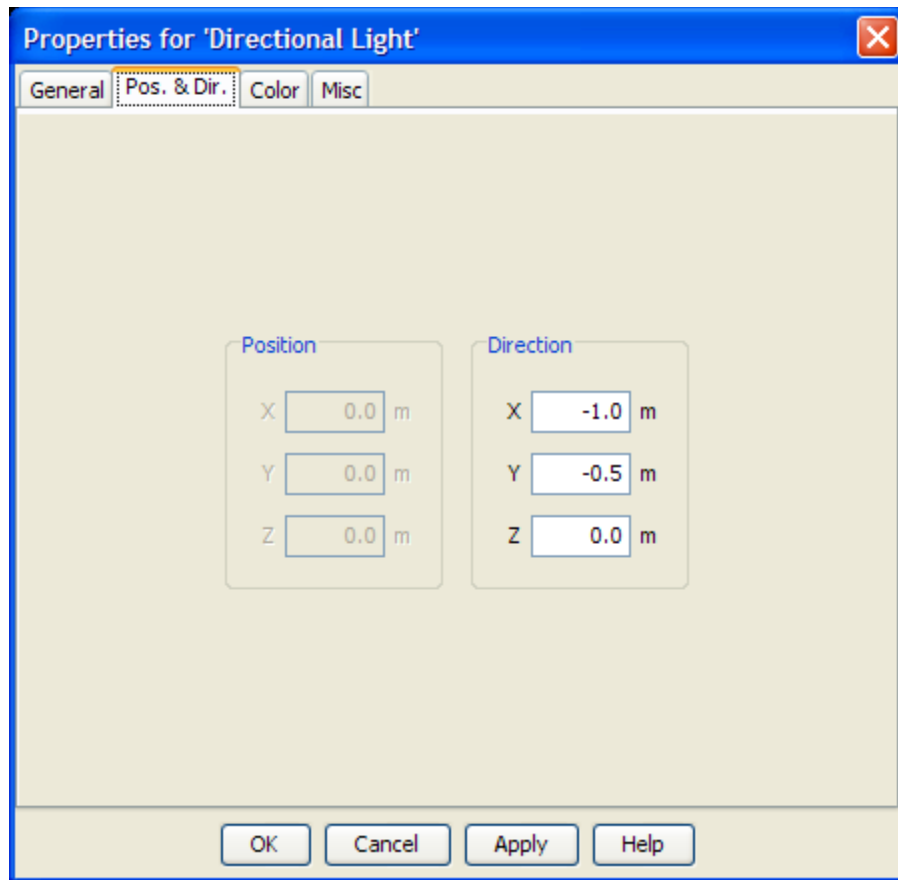 Properties for 'Directional Light'
General Pos. & Dir. Color Misc
Position Direction
X 0.0 m X -1.0 m
Y 0.0 m Y -0.5 m
Z 0.0 m Z 0.0 m
OK Cancel Apply Help